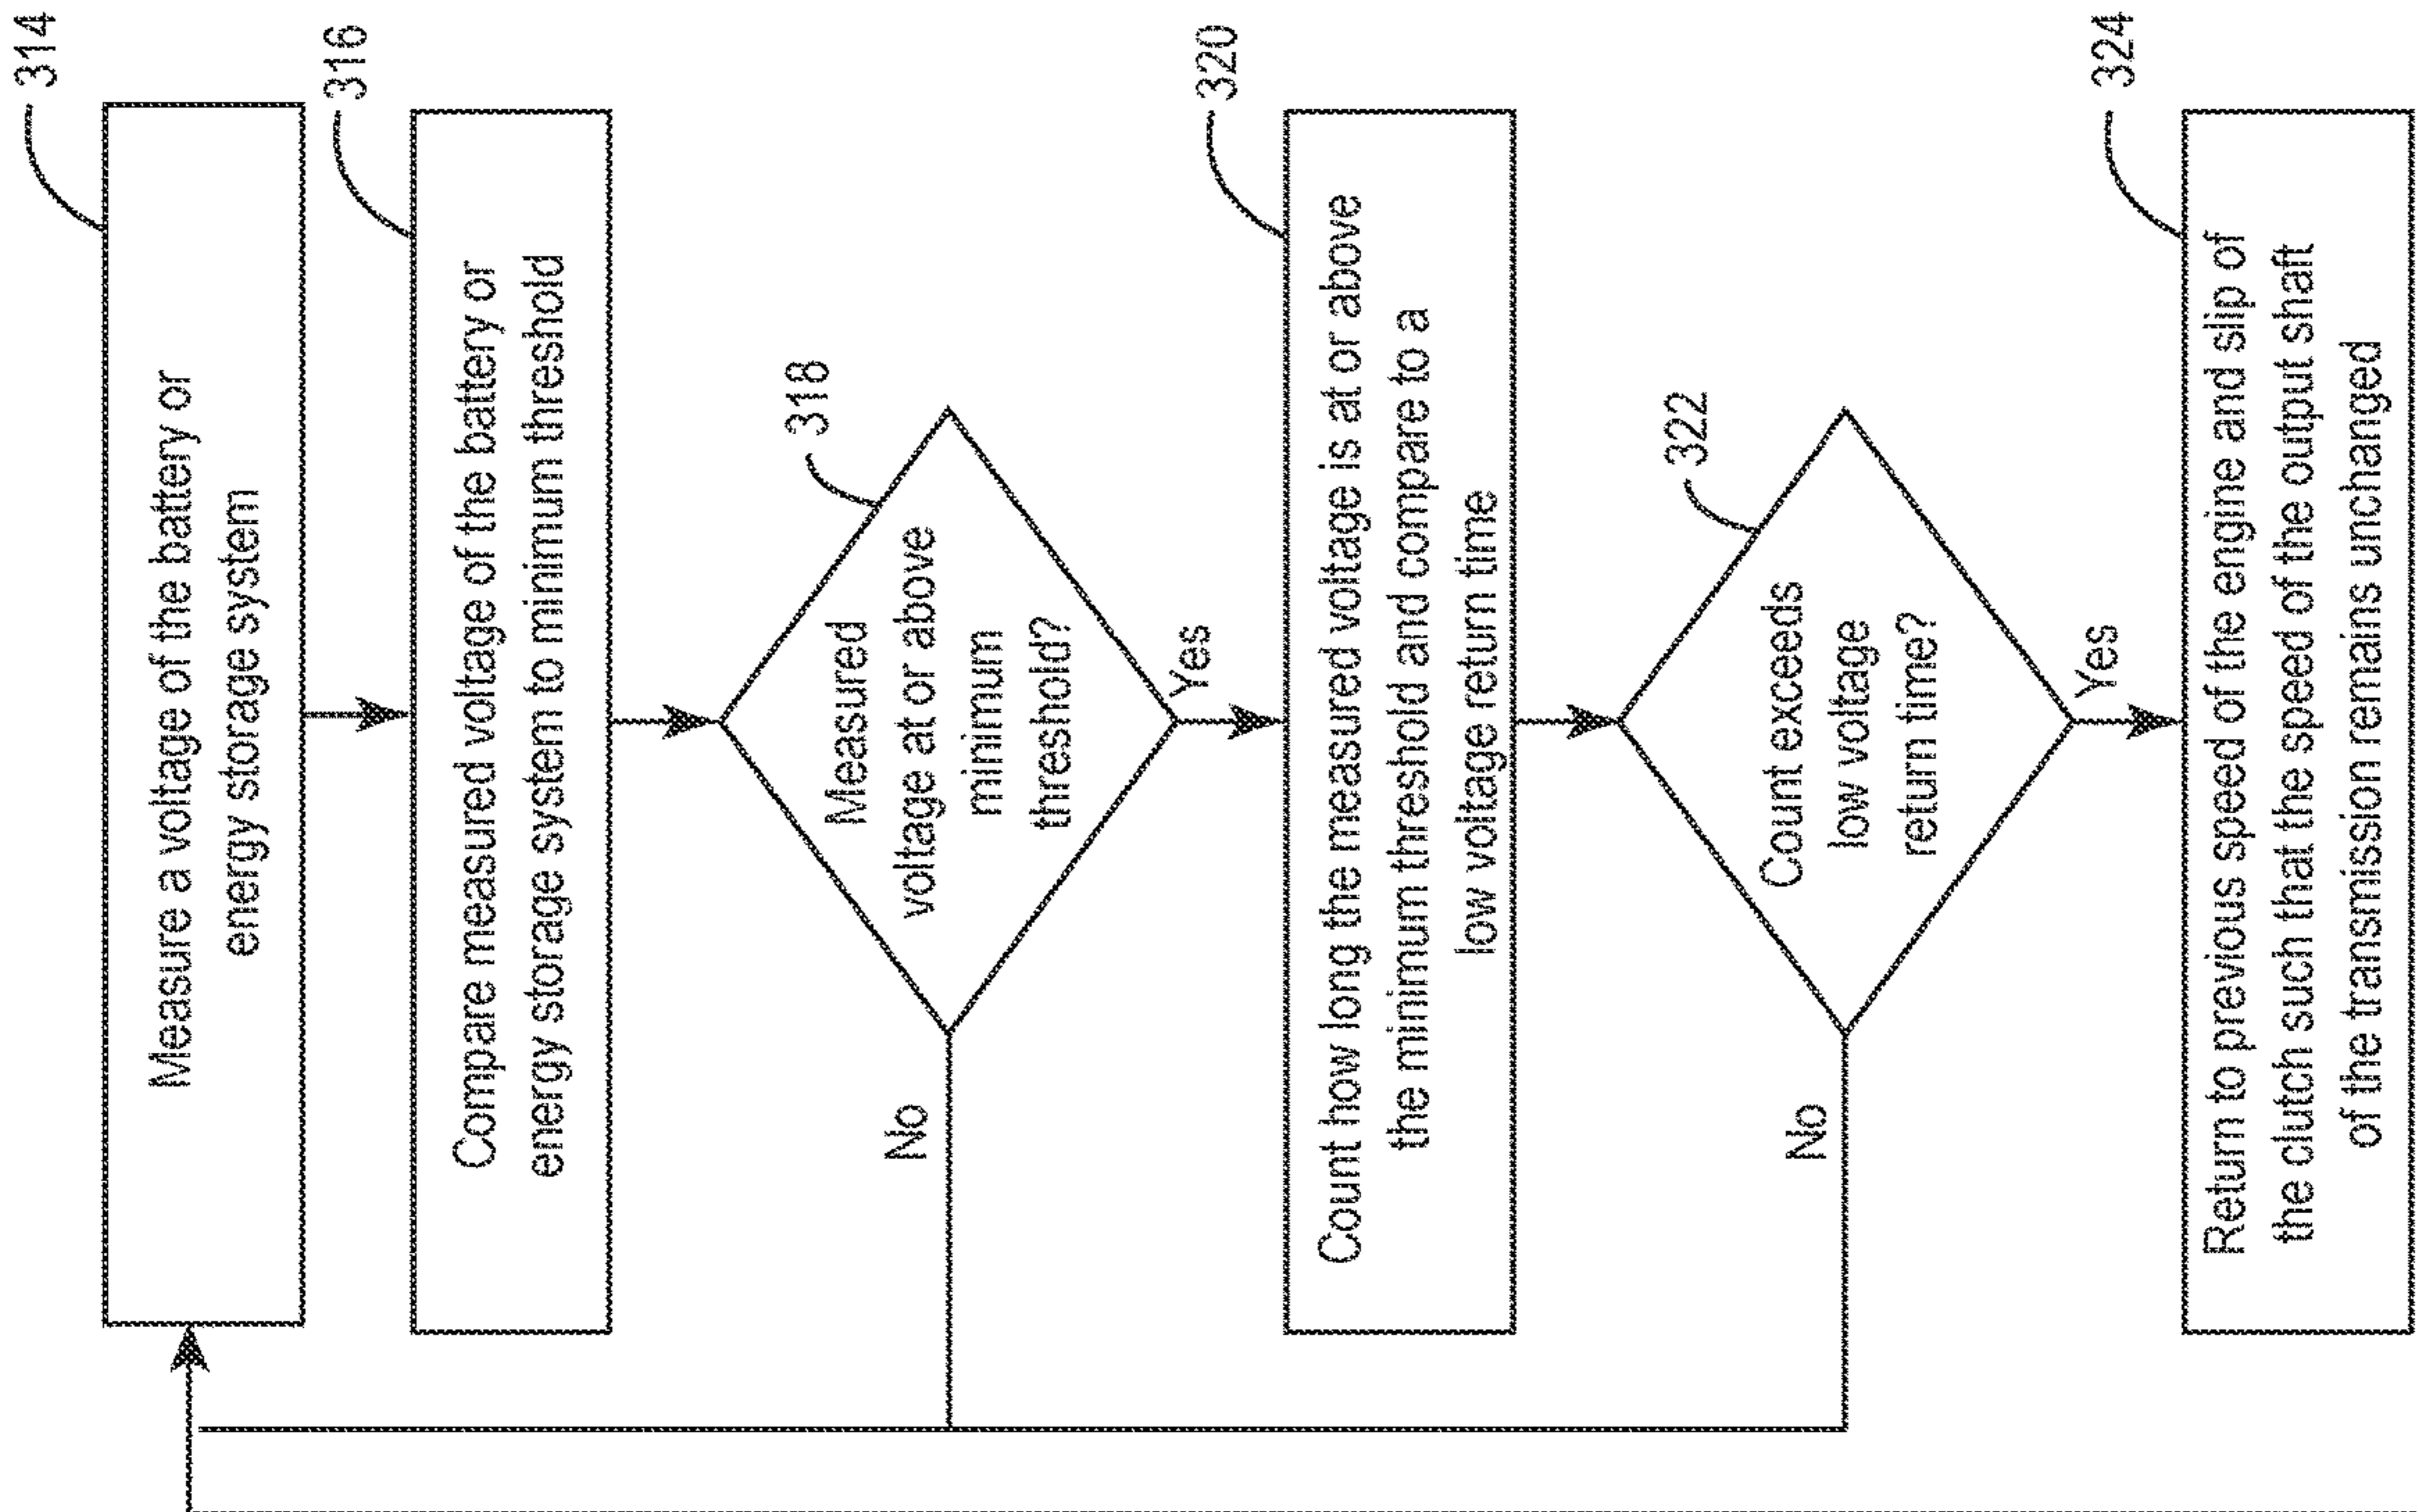 314
Measure a voltage of the battery or
energy storage system
316
Compare measured voltage of the battery or
energy storage system to minimum threshold
318
Measured
voltage at or above
minimum
threshold?
No
Yes
320
Count how long the measured voltage is at or above
the minimum threshold and compare to a
low voltage return time
322
Count exceeds
low voltage
return time?
No
Yes
324
Return to previous speed of the engine and slip of
the clutch such that the speed of the output shaft
of the transmission remains unchanged